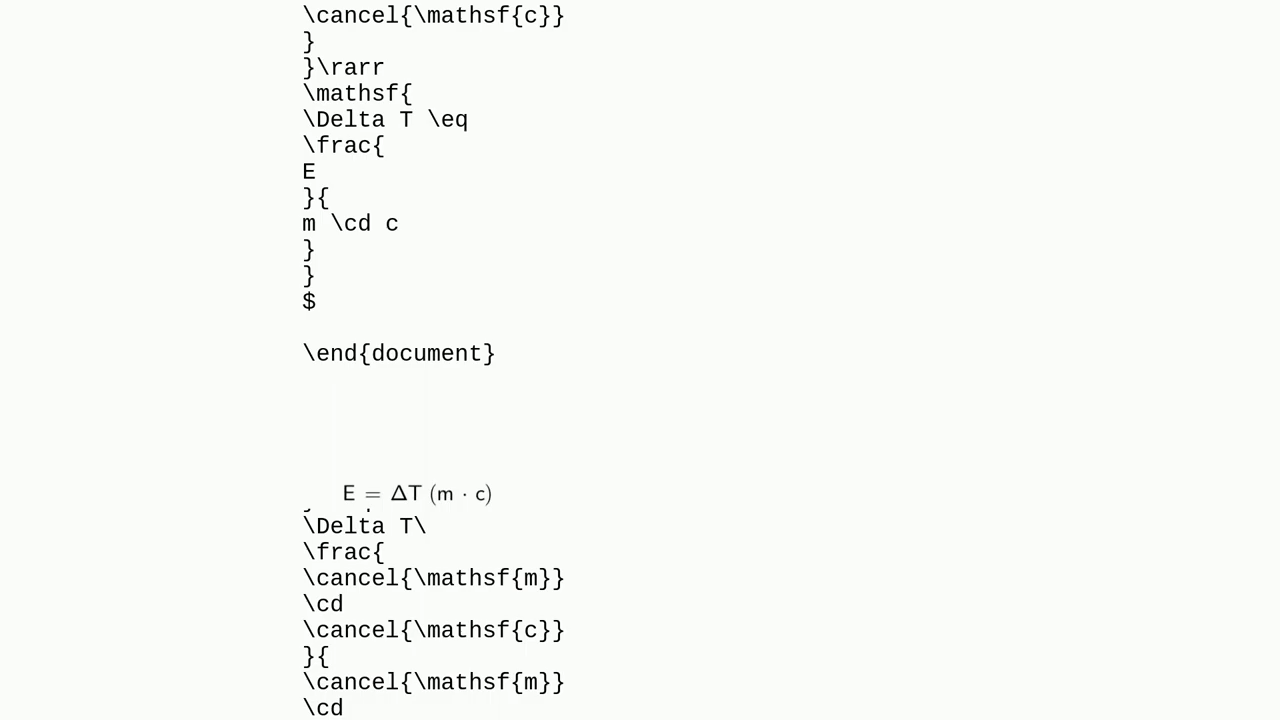 \cancel{\mathsf{c}}
}
}\rarr
\mathsf{
\Delta T \eq
\frac{
E
}{
m \cd c
}
}
$
\end{document}
E = ΔT (m · c)
\Delta T\
\frac{
\cancel{\mathsf{m}}
\cd
\cancel{\mathsf{c}}
}{
\cancel{\mathsf{m}}
\cd